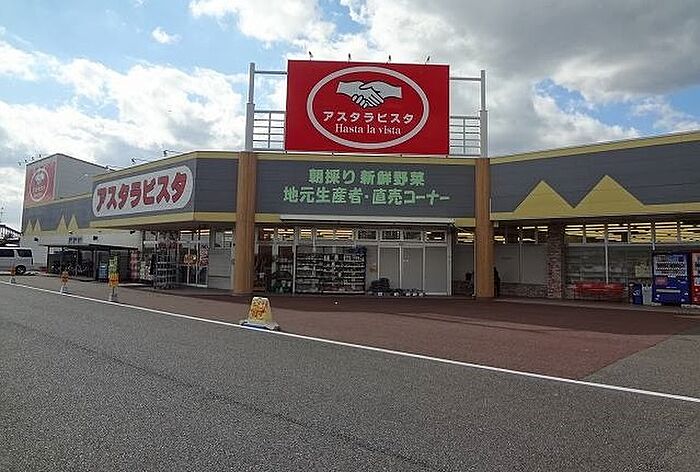 アスタラビスタ
Hasta la vista
アスタラビスタ
朝採り 新鮮野菜
地元生産者・直売コーナー